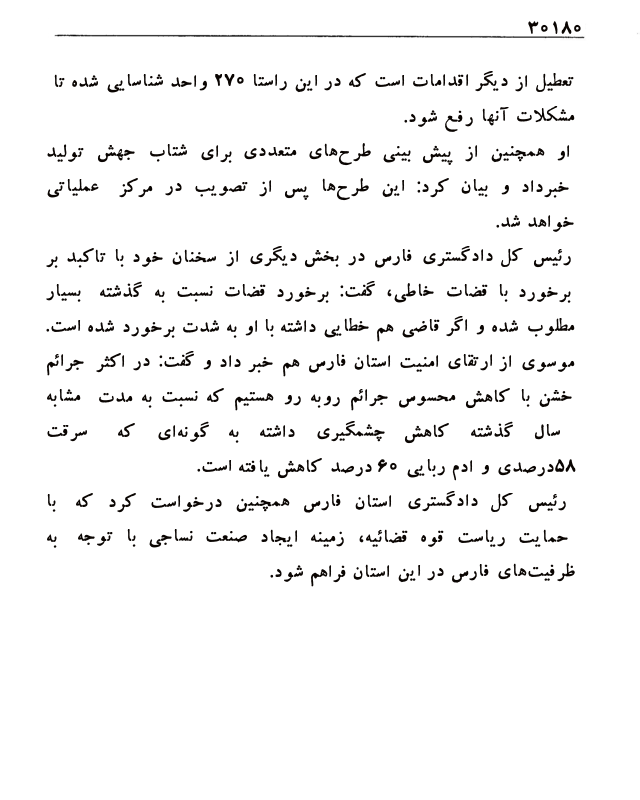 ۳۰۱۸۰
تعطیل از دیگر اقدامات است که در این راستا ۲۷۰ واحد شناسایی شده تا
مشکلات آنها رفع شود.
او همچنین از پیش بینی طرح‌های متعددی برای شتاب جهش تولید
خبرداد و بیان کرد: این طرح‌ها پس از تصویب در مرکز عملیاتی
خواهد شد.
رئیس کل دادگستری فارس در بخش دیگری از سخنان خود با تاکید بر
برخورد با قضات خاطی، گفت: برخورد قضات نسبت به گذشته بسیار
مطلوب شده و اگر قاضی هم خطایی داشته با او به شدت برخورد شده است.
موسوی از ارتقای امنیت استان فارس هم خبر داد و گفت: در اکثر جرائم
خشن با کاهش محسوس جرائم روبه رو هستیم که نسبت به مدت مشابه
سال گذشته کاهش چشمگیری داشته به گونه‌ای که سرقت
۵۸درصدی و ادم ربایی ۶۰ درصد کاهش یافته است.
رئیس کل دادگستری استان فارس همچنین درخواست کرد که با
حمایت ریاست قوه قضائیه، زمینه ایجاد صنعت نساجی با توجه به
ظرفیت‌های فارس در این استان فراهم شود.